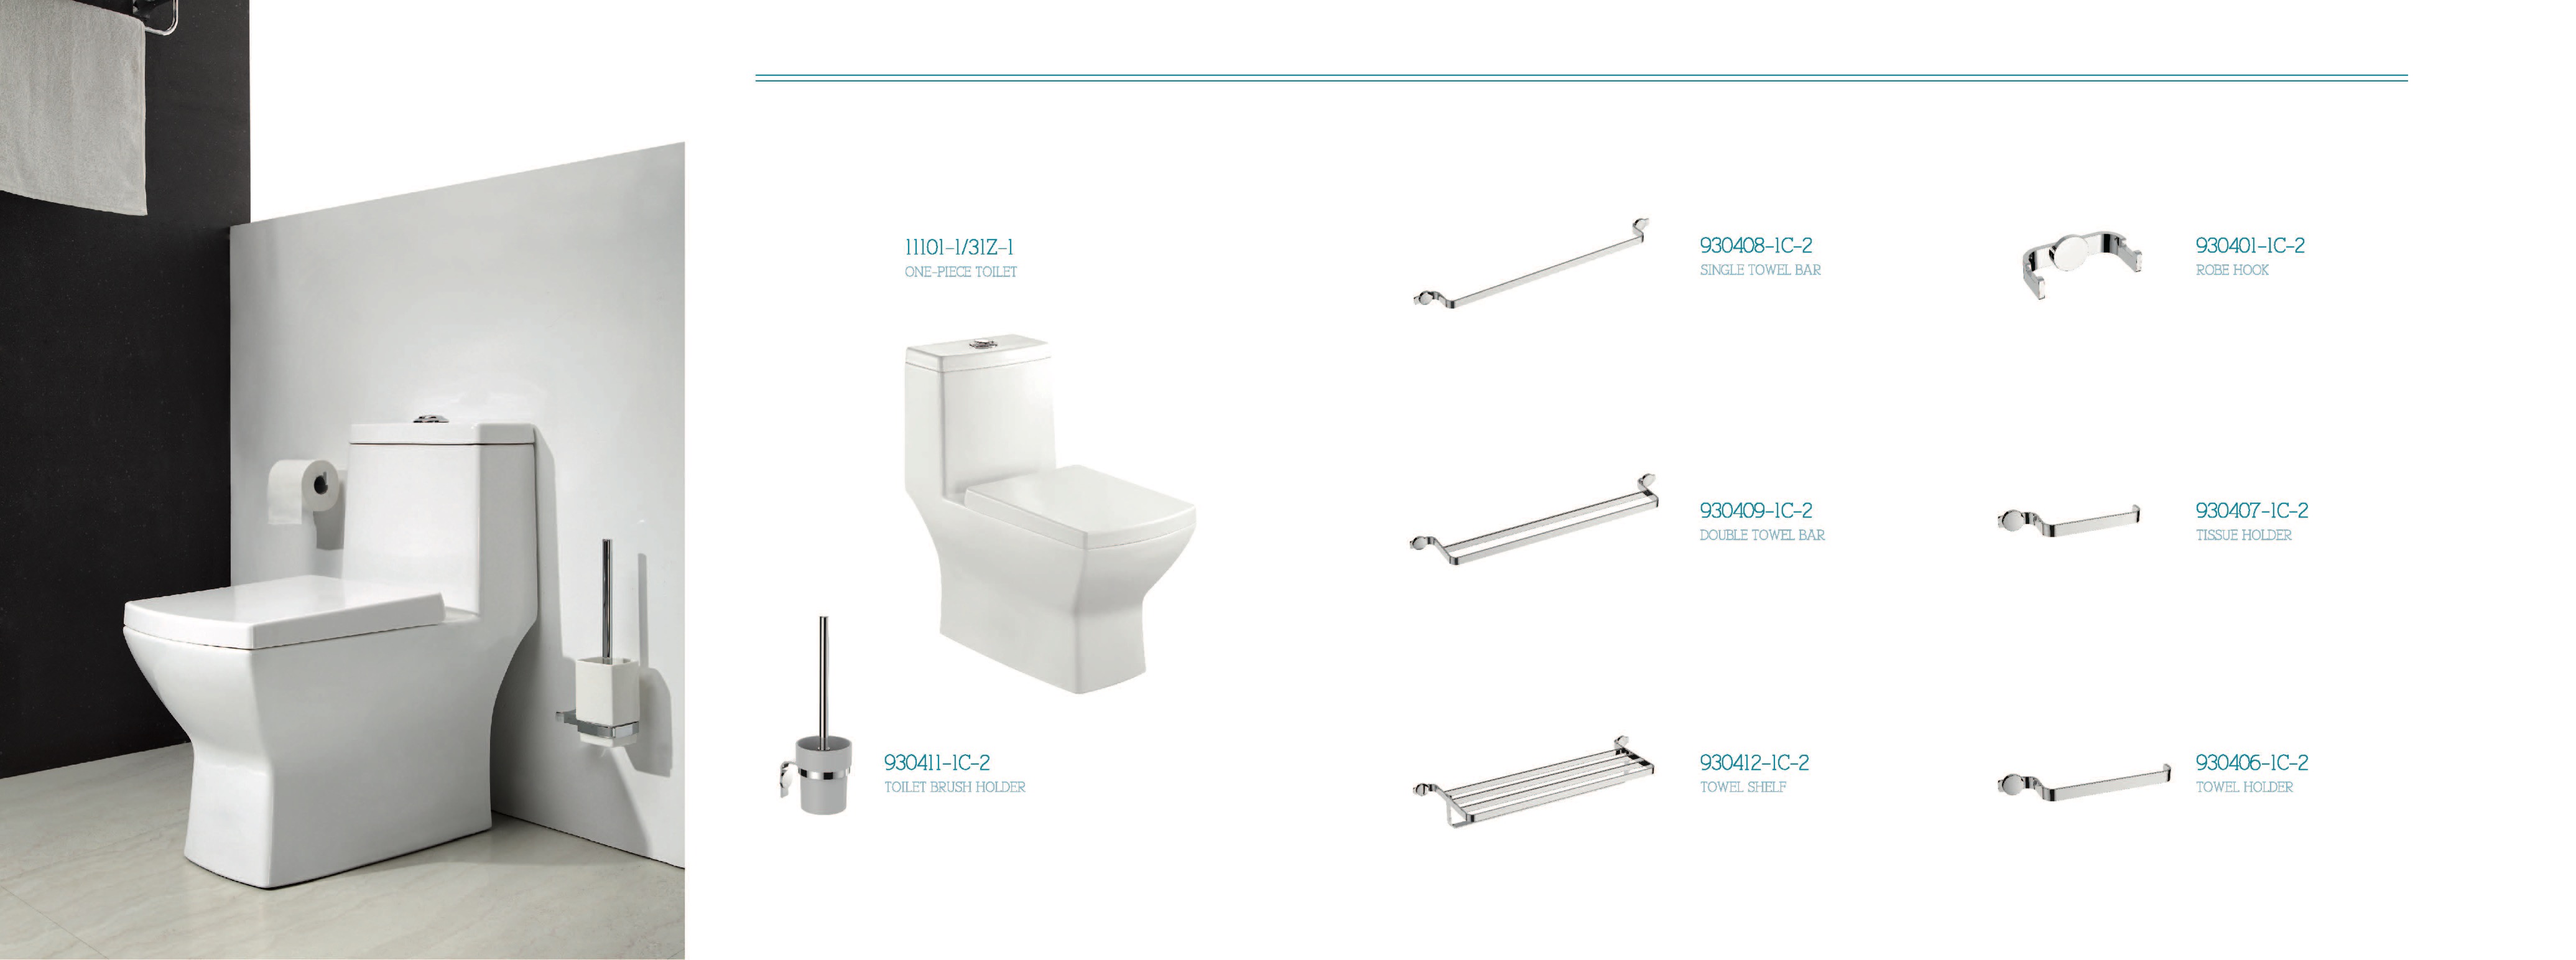 11101-1/31Z-1
ONE-PIECE TOILET
930411-1C-2
TOILET BRUSH HOLDER
930408-1C-2
SINGLE TOWEL BAR
930409-1C-2
DOUBLE TOWEL BAR
930412-1C-2
TOWEL SHELF
930401-1C-2
ROBE HOOK
930407-1C-2
TISSUE HOLDER
930406-1C-2
TOWEL HOLDER